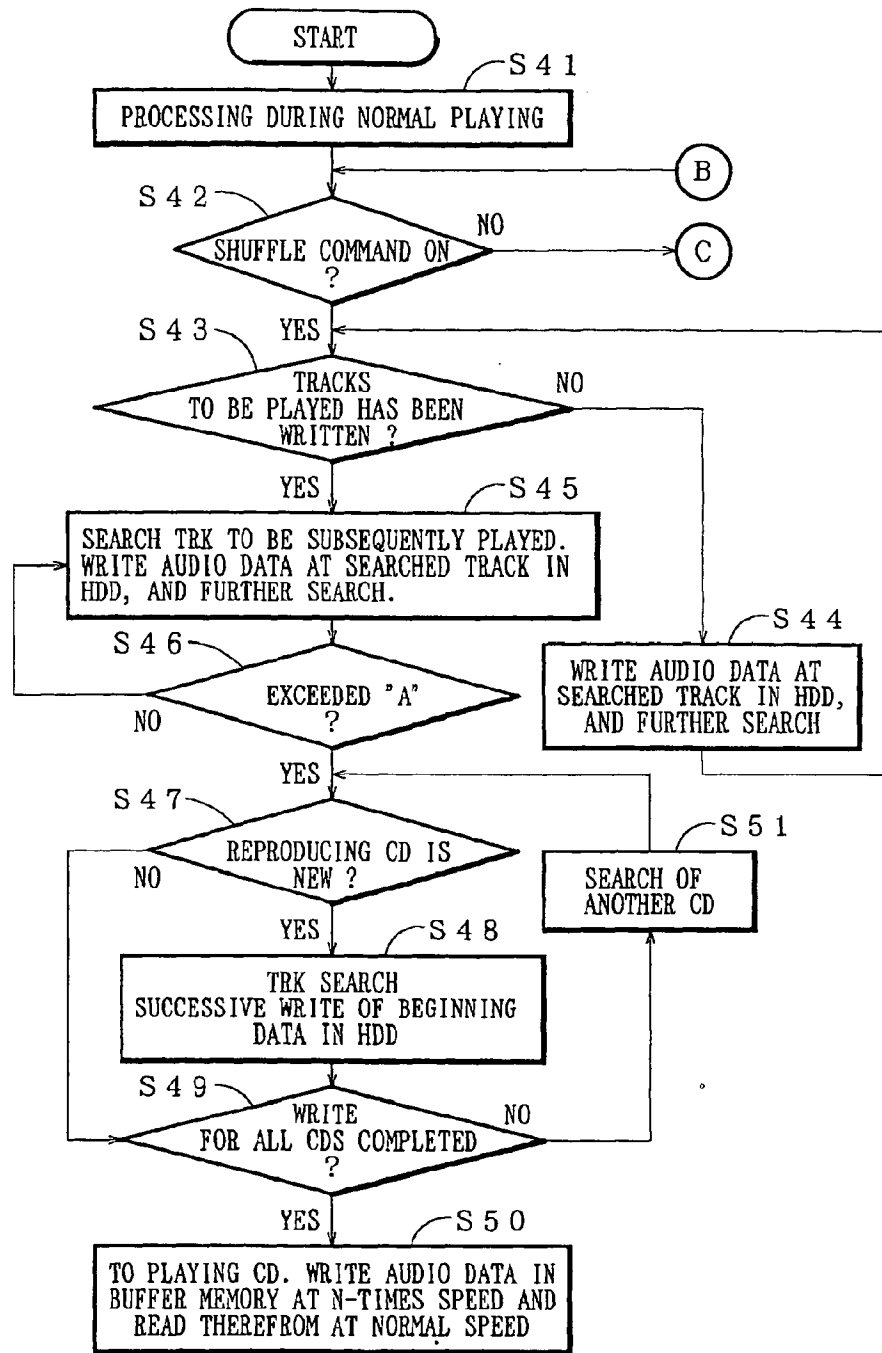 START
S41
PROCESSING DURING NORMAL PLAYING
B
S42
NO
SHUFFLE COMMAND ON
?
C
YES
S43
TRACKS
TO BE PLAYED HAS BEEN
WRITTEN ?
NO
YES
S45
SEARCH TRK TO BE SUBSEQUENTLY PLAYED.
WRITE AUDIO DATA AT SEARCHED TRACK IN
HDD, AND FURTHER SEARCH.
S44
WRITE AUDIO DATA AT
SEARCHED TRACK IN HDD,
AND FURTHER SEARCH
S46
EXCEEDED "A"
?
NO
YES
S47
REPRODUCING CD IS
NEW ?
NO
S51
SEARCH OF
ANOTHER CD
YES
S48
TRK SEARCH
SUCCESSIVE WRITE OF BEGINNING
DATA IN HDD
S49
WRITE
FOR ALL CDS COMPLETED
?
NO
YES
S50
TO PLAYING CD. WRITE AUDIO DATA IN
BUFFER MEMORY AT N-TIMES SPEED AND
READ THEREFROM AT NORMAL SPEED